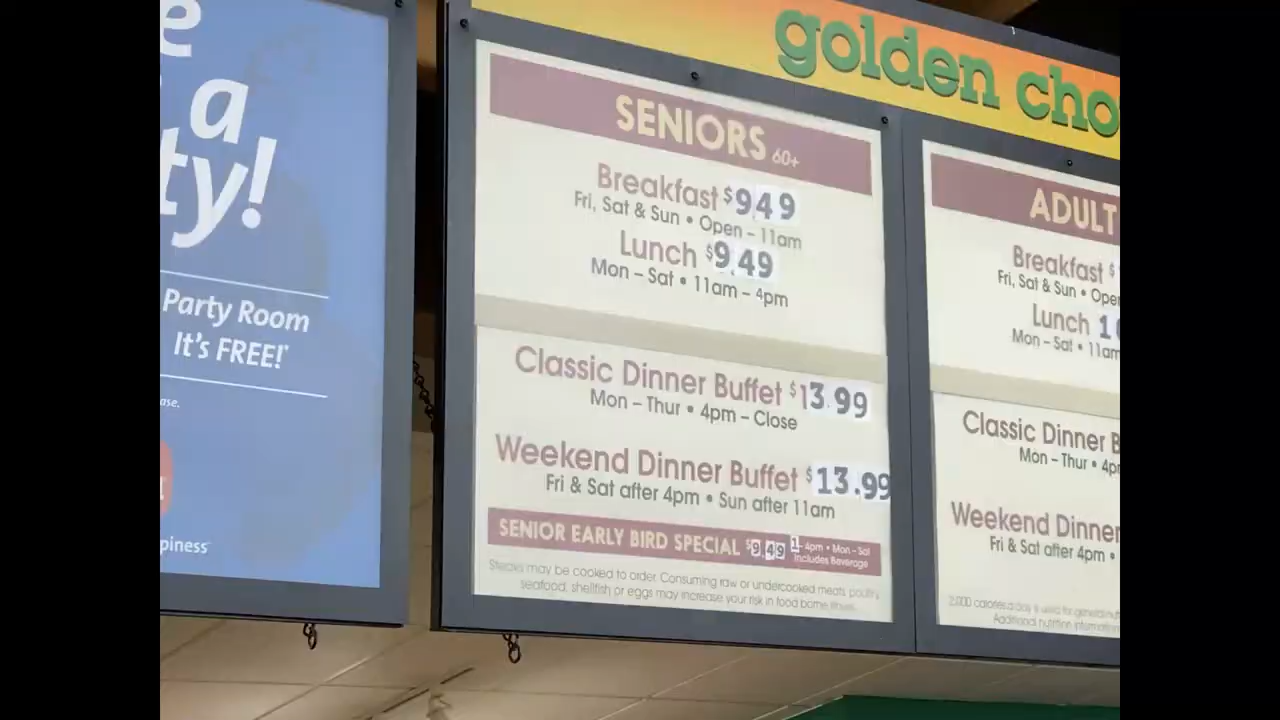 e
a
ty!
Party Room
It's FREE!*
ase.
piness
golden cho
SENIORS 60+
Breakfast $9.49
Fri, Sat & Sun • Open – 11am
Lunch $9.49
Mon – Sat • 11am – 4pm
Classic Dinner Buffet $13.99
Mon – Thur • 4pm – Close
Weekend Dinner Buffet $13.99
Fri & Sat after 4pm • Sun after 11am
SENIOR EARLY BIRD SPECIAL $9.49 1-4pm • Mon – Sat
Includes Beverage
Steaks may be cooked to order. Consuming raw or undercooked meats, poultry,
seafood, shellfish or eggs may increase your risk in food borne illness.
ADULT
Breakfast $
Fri, Sat & Sun • Ope
Lunch 1
Mon – Sat • 11am
Classic Dinner B
Mon – Thur • 4p
Weekend Dinner
Fri & Sat after 4pm •
2,000 calories a day is used for general nut
Additional nutrition information